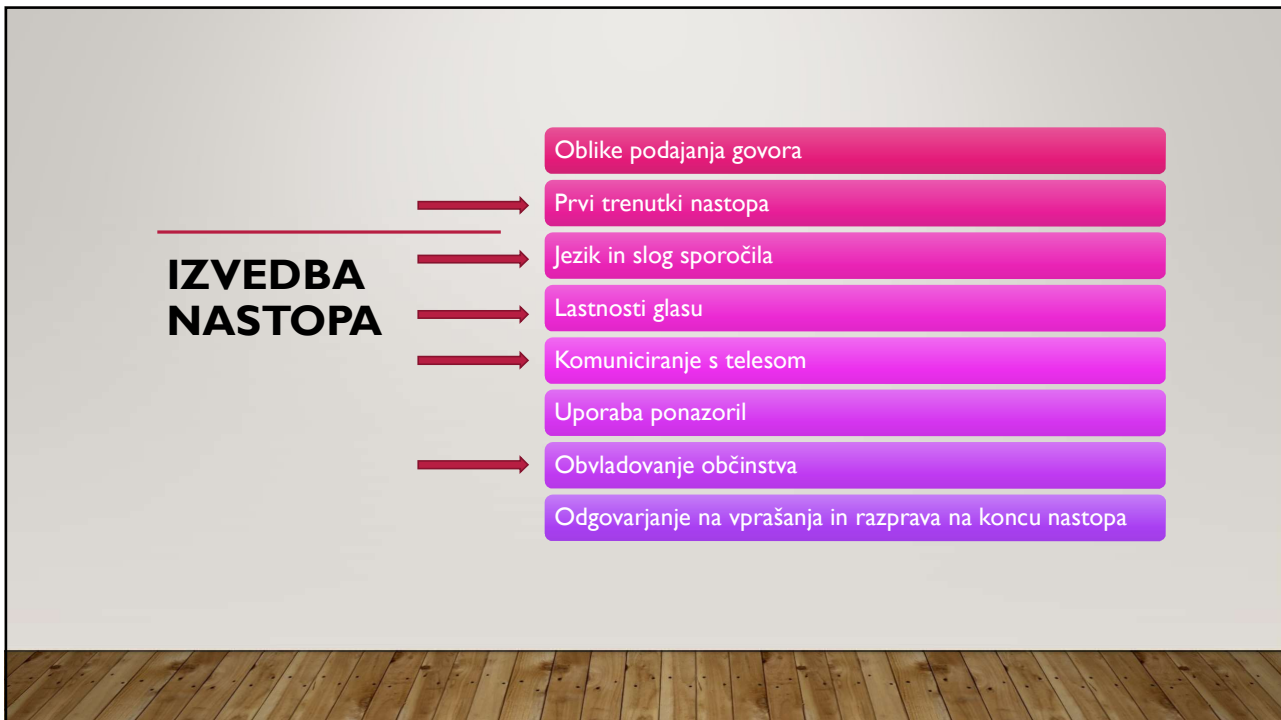 IZVEDBA
NASTOPA
Oblike podajanja govora
Prvi trenutki nastopa
Jezik in slog sporočila
Lastnosti glasu
Komuniciranje s telesom
Uporaba ponazoril
Obvladovanje občinstva
Odgovarjanje na vprašanja in razprava na koncu nastopa